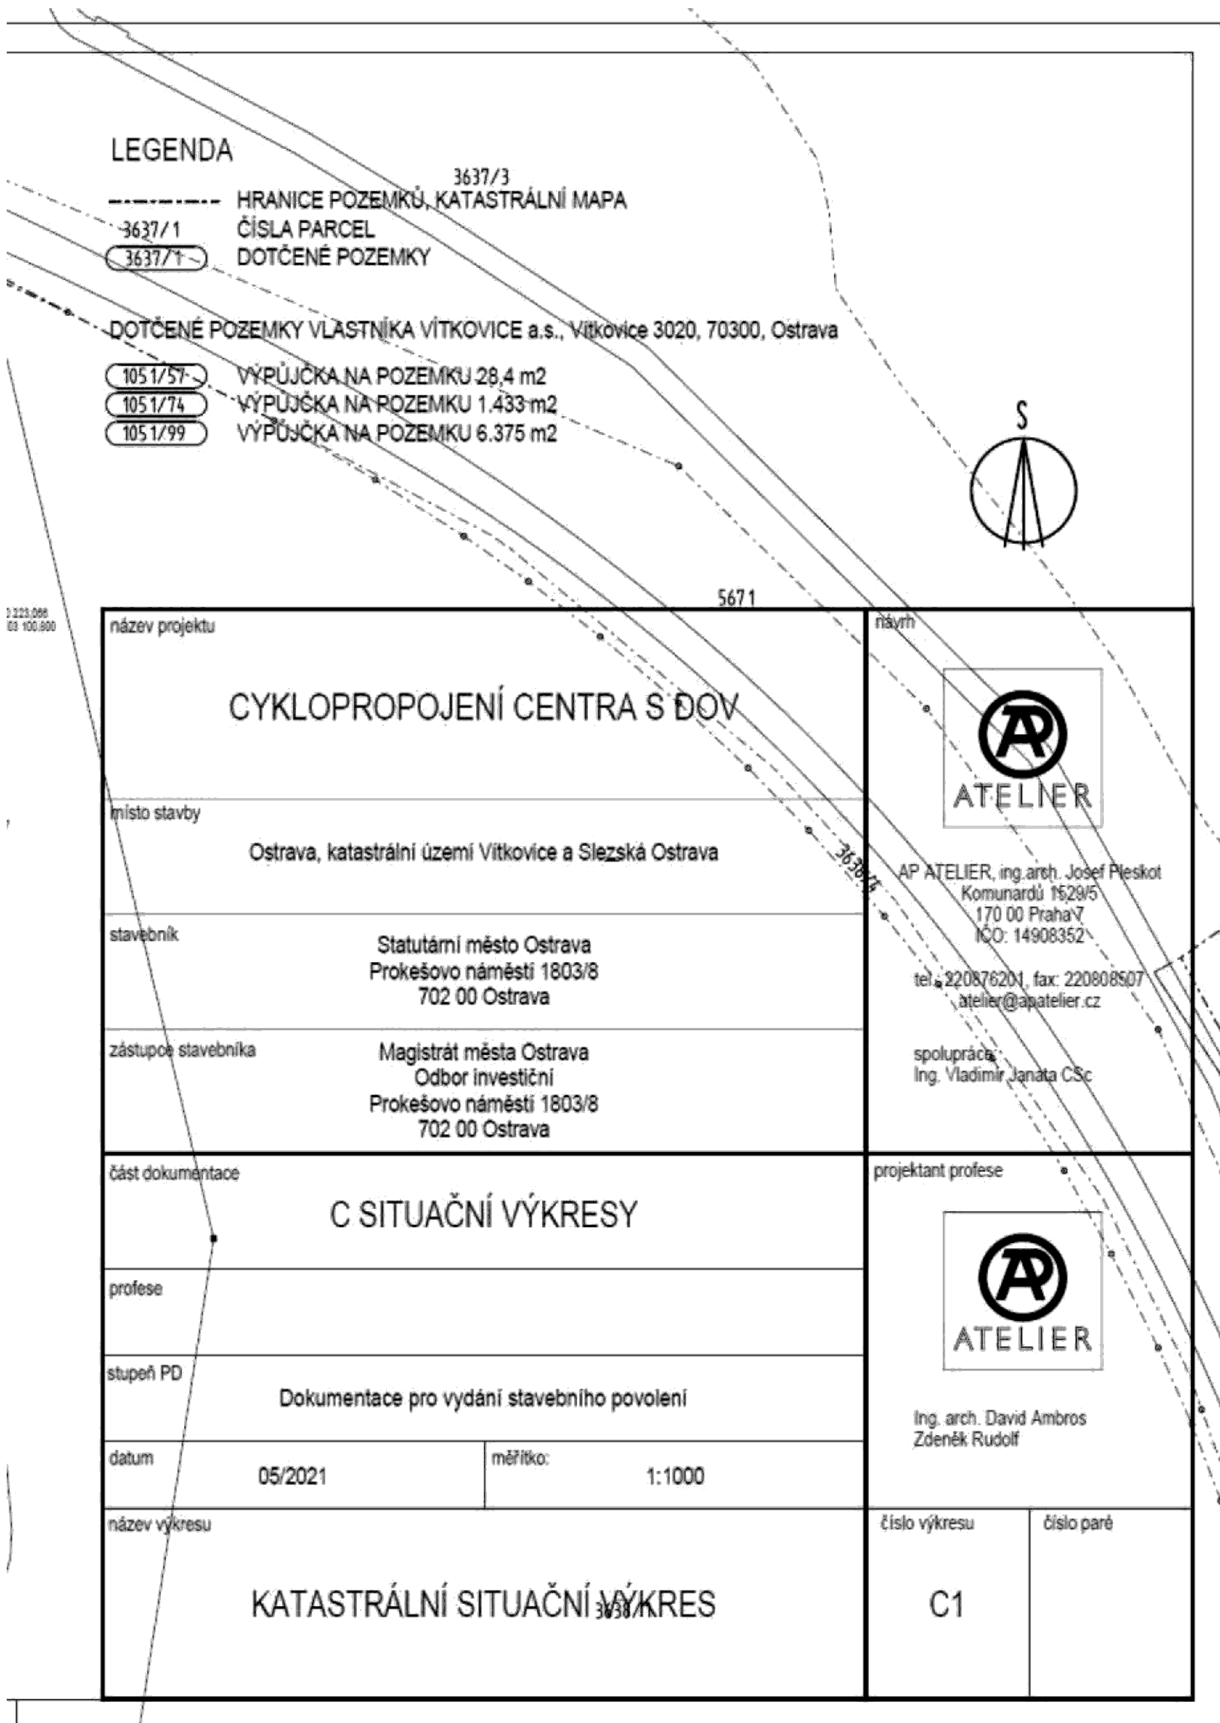 LEGENDA
3637/3
HRANICE POZEMKŮ, KATASTRÁLNÍ MAPA
3637/1 ČÍSLA PARCEL
3637/1 DOTČENÉ POZEMKY
DOTČENÉ POZEMKY VLASTNÍKA VÍTKOVICE a.s., Vítkovice 3020, 70300, Ostrava
1051/57 VÝPŮJČKA NA POZEMKU 28,4 m2
1051/74 VÝPŮJČKA NA POZEMKU 1.433 m2
1051/99 VÝPŮJČKA NA POZEMKU 6.375 m2
S
5671
název projektu
CYKLOPROPOJENÍ CENTRA S DOV
místo stavby
Ostrava, katastrální území Vítkovice a Slezská Ostrava
stavebník
Statutární město Ostrava
Prokešovo náměstí 1803/8
702 00 Ostrava
zástupce stavebníka
Magistrát města Ostrava
Odbor investiční
Prokešovo náměstí 1803/8
702 00 Ostrava
návrh
AP
ATELIER
AP ATELIER, ing.arch. Josef Pleskot
Komunardů 1529/5
170 00 Praha 7
IČO: 14908352
tel.: 220876201, fax: 220808507
atelier@apatelier.cz
spolupráce:
Ing. Vladimír Janata CSc
část dokumentace
C SITUAČNÍ VÝKRESY
profese
stupeň PD
Dokumentace pro vydání stavebního povolení
datum
05/2021
měřítko:
1:1000
projektant profese
AP
ATELIER
Ing. arch. David Ambros
Zdeněk Rudolf
název výkresu
KATASTRÁLNÍ SITUAČNÍ VÝKRES
číslo výkresu
C1
číslo paré